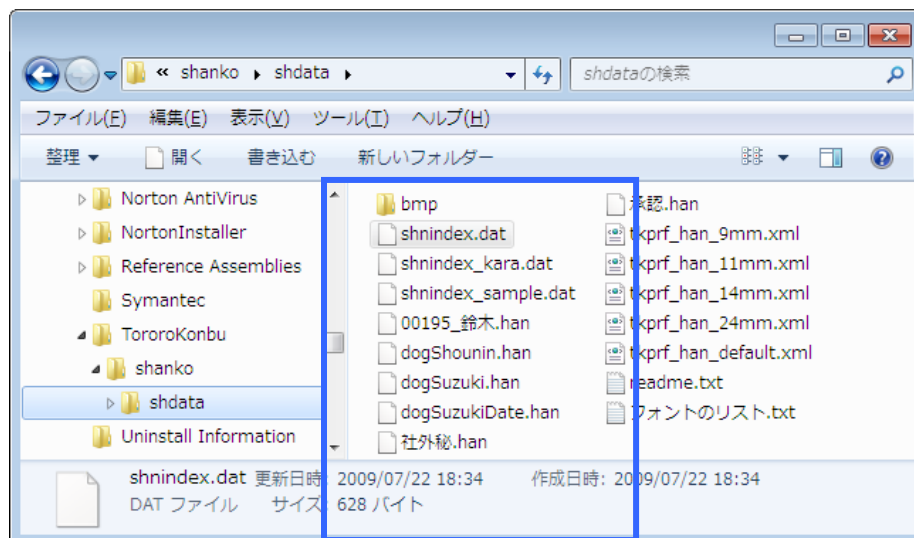 « shanko shdata
shdataの検索
ファイル(F) 編集(E) 表示(V) ツール(T) ヘルプ(H)
整理 開く 書き込む 新しいフォルダー
Norton AntiVirus
NortonInstaller
Reference Assemblies
Symantec
TororoKonbu
shanko
shdata
Uninstall Information
bmp
shnindex.dat
shnindex_kara.dat
shnindex_sample.dat
00195_鈴木.han
dogShounin.han
dogSuzuki.han
dogSuzukiDate.han
社外秘.han
承認.han
tkprf_han_9mm.xml
tkprf_han_11mm.xml
tkprf_han_14mm.xml
tkprf_han_24mm.xml
tkprf_han_default.xml
readme.txt
フォントのリスト.txt
shnindex.dat 更新日時: 2009/07/22 18:34 作成日時: 2009/07/22 18:34
DAT ファイル サイズ: 628 バイト